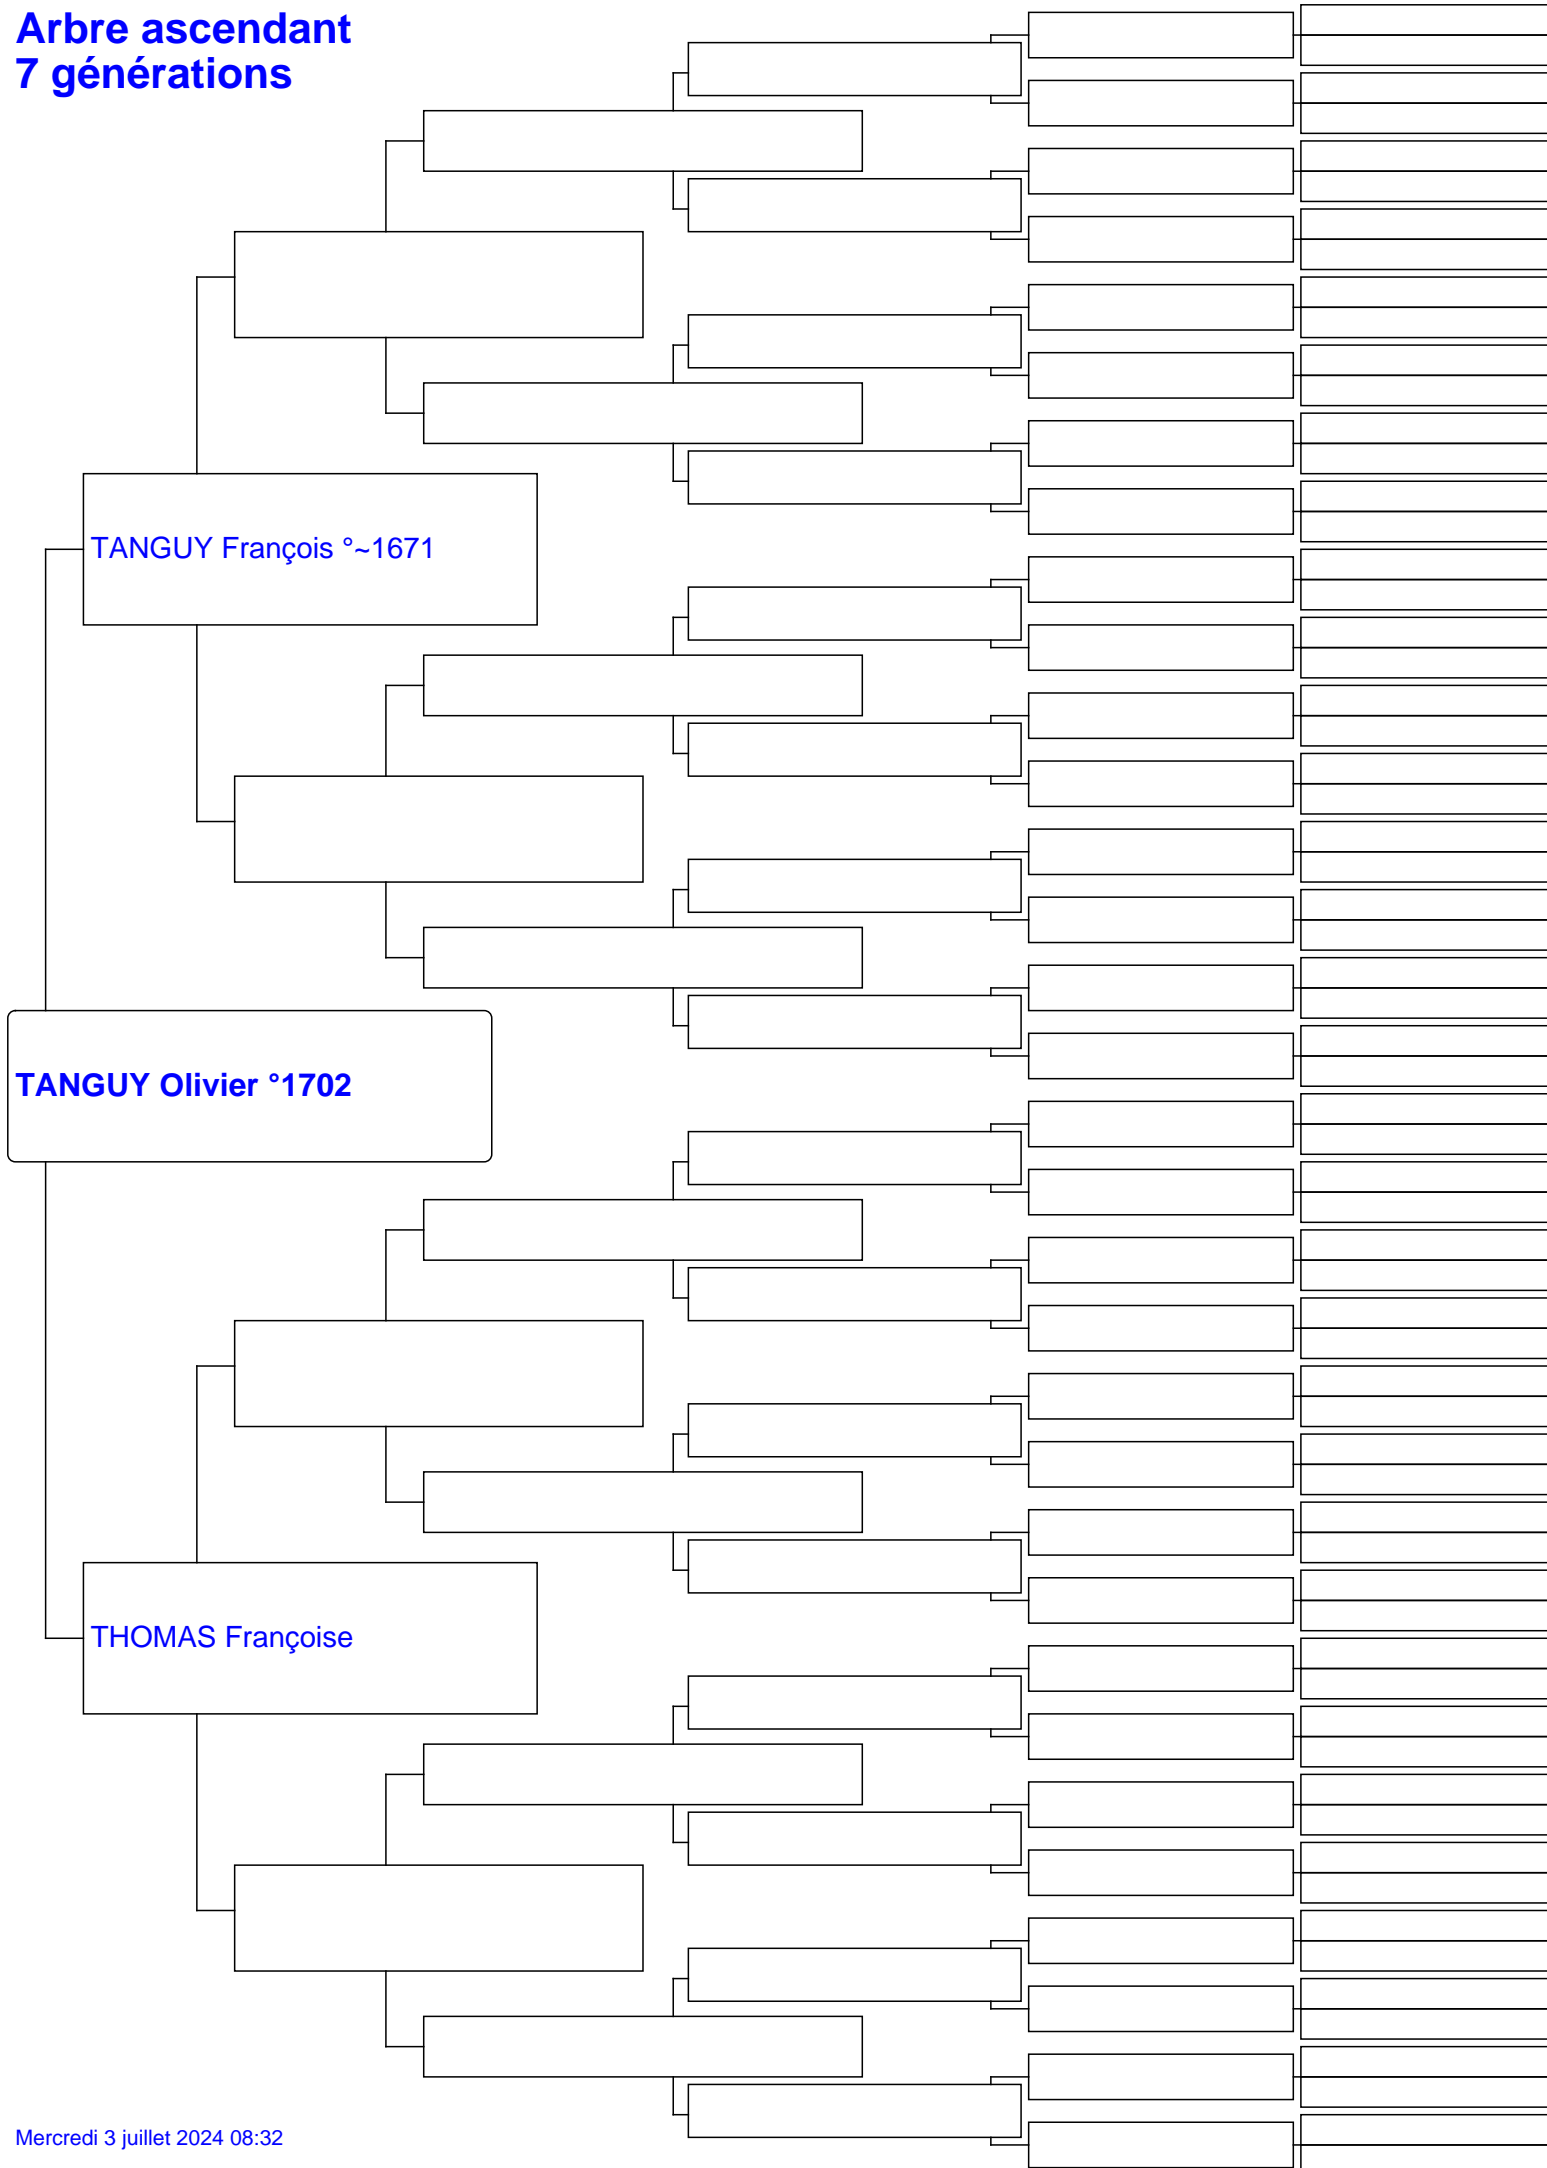 Arbre ascendant
7 générations
TANGUY François °~1671
TANGUY Olivier °1702
THOMAS Françoise
Mercredi 3 juillet 2024 08:32